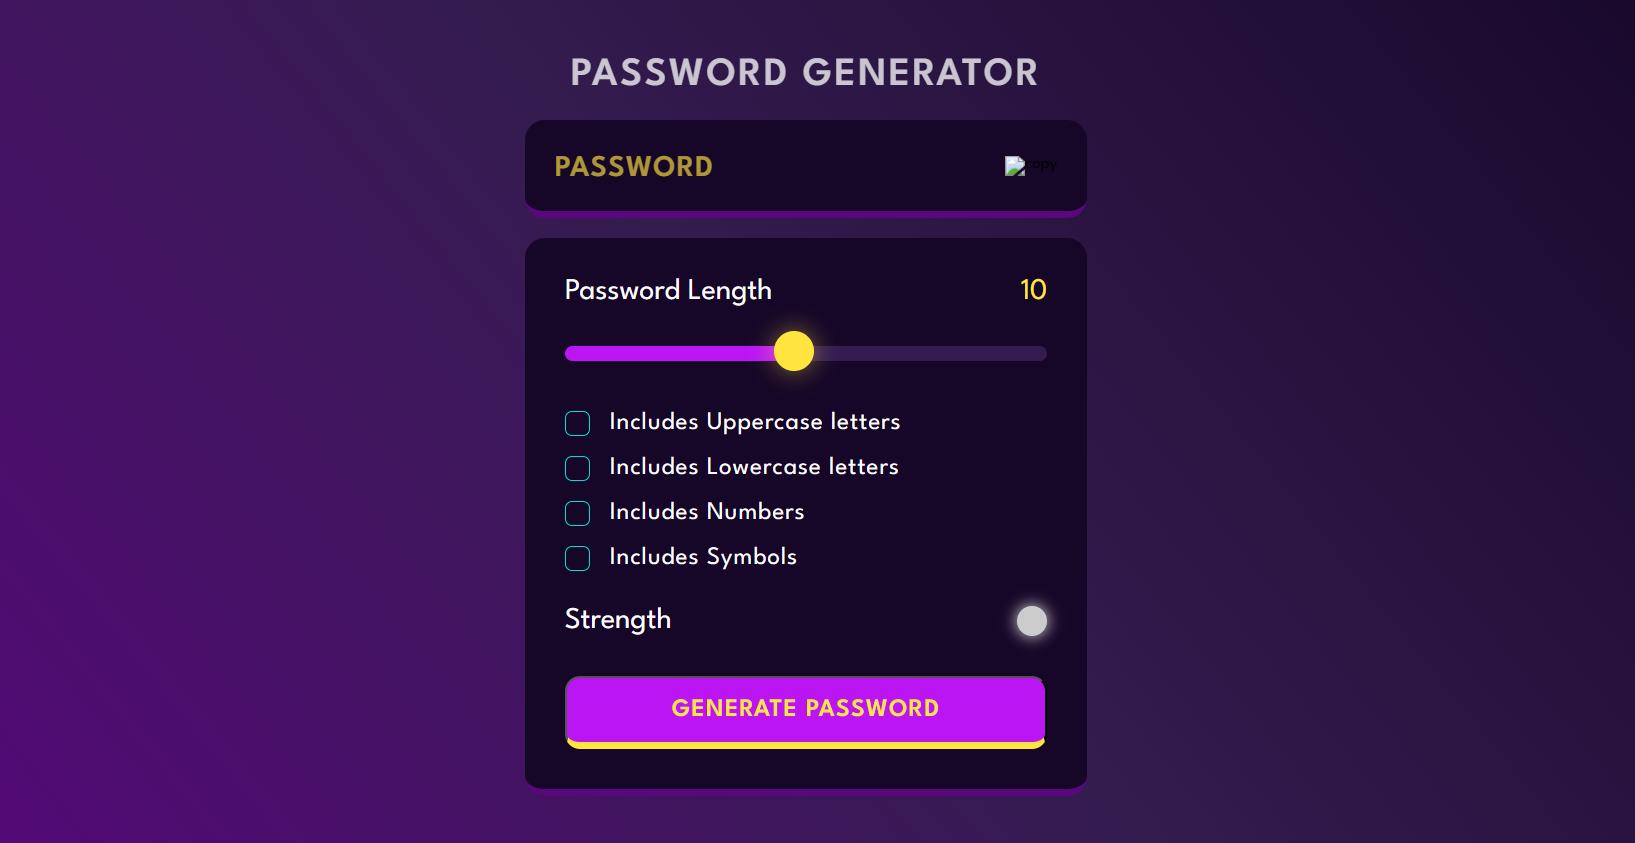 PASSWORD GENERATOR
PASSWORD
copy
Password Length
10
Includes Uppercase letters
Includes Lowercase letters
Includes Numbers
Includes Symbols
Strength
GENERATE PASSWORD